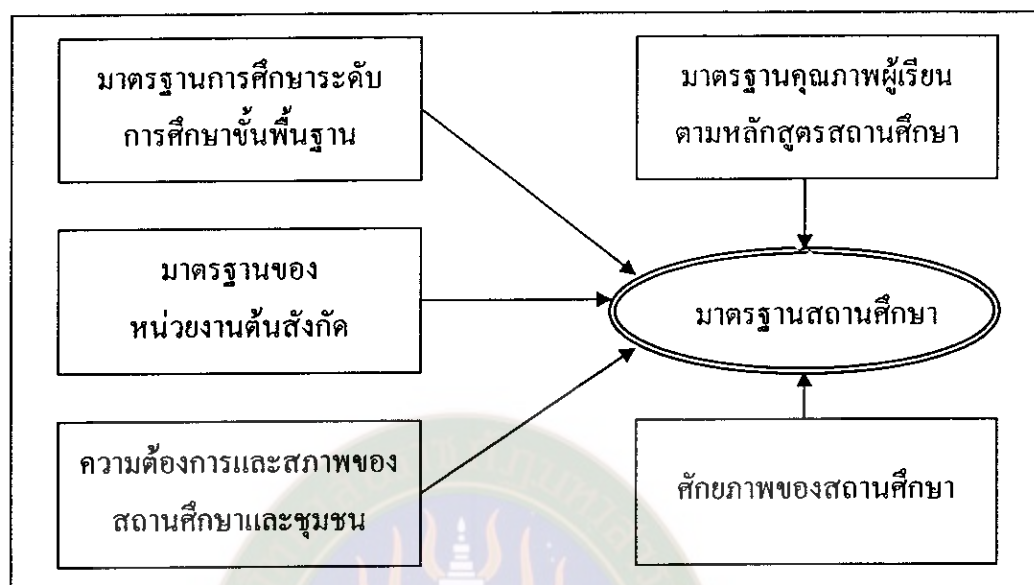 มาตรฐานการศึกษาระดับ
การศึกษาขั้นพื้นฐาน
มาตรฐานคุณภาพผู้เรียน
ตามหลักสูตรสถานศึกษา
มาตรฐานของ
หน่วยงานต้นสังกัด
มาตรฐานสถานศึกษา
ความต้องการและสภาพของ
สถานศึกษาและชุมชน
ศักยภาพของสถานศึกษา